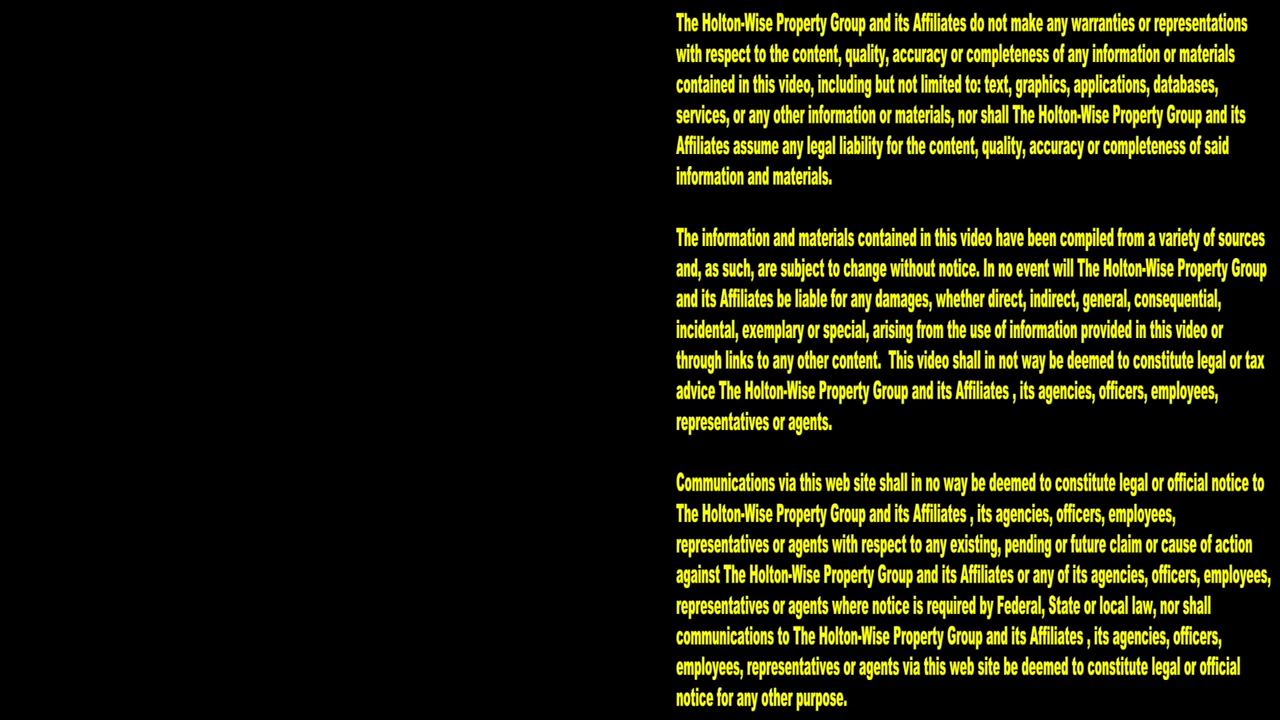 The Holton-Wise Property Group and its Affiliates do not make any warranties or representations
with respect to the content, quality, accuracy or completeness of any information or materials
contained in this video, including but not limited to: text, graphics, applications, databases,
services, or any other information or materials, nor shall The Holton-Wise Property Group and its
Affiliates assume any legal liability for the content, quality, accuracy or completeness of said
information and materials.
The information and materials contained in this video have been compiled from a variety of sources
and, as such, are subject to change without notice. In no event will The Holton-Wise Property Group
and its Affiliates be liable for any damages, whether direct, indirect, general, consequential,
incidental, exemplary or special, arising from the use of information provided in this video or
through links to any other content.  This video shall in not way be deemed to constitute legal or tax
advice The Holton-Wise Property Group and its Affiliates , its agencies, officers, employees,
representatives or agents.
Communications via this web site shall in no way be deemed to constitute legal or official notice to
The Holton-Wise Property Group and its Affiliates , its agencies, officers, employees,
representatives or agents with respect to any existing, pending or future claim or cause of action
against The Holton-Wise Property Group and its Affiliates or any of its agencies, officers, employees,
representatives or agents where notice is required by Federal, State or local law, nor shall
communications to The Holton-Wise Property Group and its Affiliates , its agencies, officers,
employees, representatives or agents via this web site be deemed to constitute legal or official
notice for any other purpose.